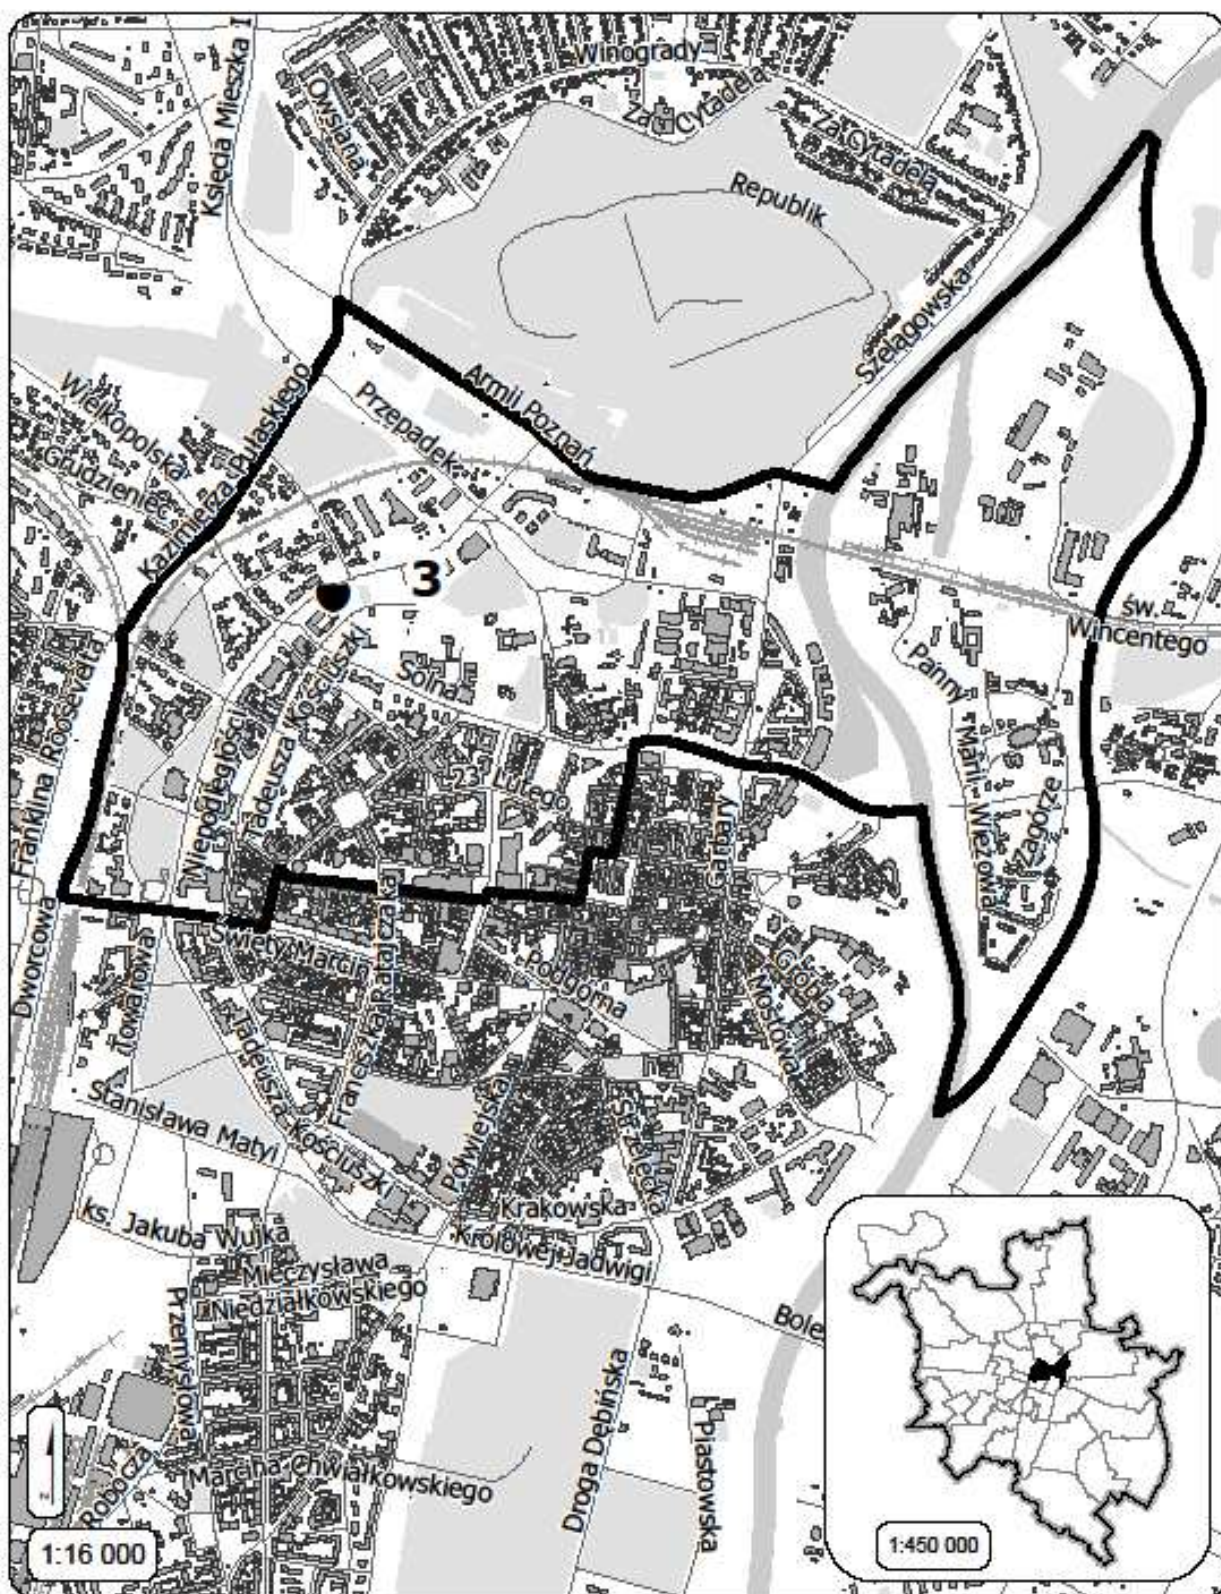 Księcia Mieszka I
Winogrady
Owsiana
Za Cytadelą
Za Cytadelą
Republik
Szelągowska
Armii Poznań
Przepadek
Wielkopolska
Grudzieniec
Kazimierza Pułaskiego
3
św.
Wincentego
Panny
Marii
Wieżowa
Zagórze
Solna
Tadeusza Kościuszki
Niepodległości
Franklina Roosevelta
23 Lutego
Garbary
Dworcowa
Towarowa
Święty Marcin
Franciszka Ratajczaka
Podgórna
Grobla
Mostowa
Tadeusza Kościuszki
Stanisława Matyi
Półwiejska
Strzelecka
Krakowska
Królowej Jadwigi
ks. Jakuba Wujka
Mieczysława
Niedziałkowskiego
Przemysłowa
Droga Dębińska
Piastowska
Marcina Chwiałkowskiego
Robocza
N
1:16 000
1:450 000